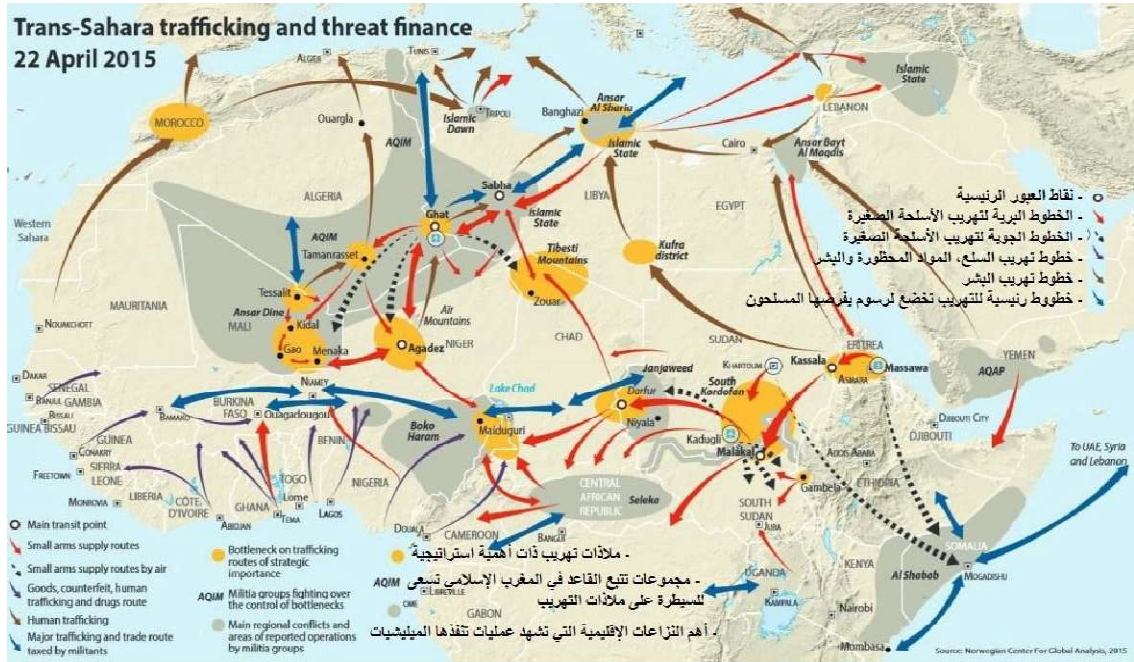 Trans-Sahara trafficking and threat finance
22 April 2015
TUNIS
ALGER
MOROCCO
Ouargla
AQIM
Islamic
Dawn
TRIPOLI
Banghazi
Ansar
Al Sharia
Islamic
State
LEBANON
Islamic
State
Cairo
Ansar Bayt
Al Maqdis
ALGERIA
Sabha
Ghat
LIBYA
EGYPT
Islamic
State
Western
Sahara
AQIM
Tamanrasset
Tibesti
Mountains
Kufra
district
Zouar
Tessalit
Ansar Dine
MALI
Kidal
Gao
Menaka
MAURITANIA
NOUAKCHOTT
Aïr
Mountains
NIGER
Agadez
CHAD
SUDAN
KHARTOUM
Kassala
ERITREA
ASMARA
Massawa
YEMEN
AQAP
- نقاط العبور الرئيسية
- الخطوط البرية لتهريب الأسلحة الصغيرة
- الخطوط الجوية لتهريب الأسلحة الصغيرة
- خطوط تهريب السلع، المواد المحظورة والبشر
- خطوط تهريب البشر
- خطووط رئيسية للتهريب تخضع لرسوم يفرضها المسلحون
DAKAR
SENEGAL
BANJUL
GAMBIA
BISSAU
GUINEA BISSAU
GUINEA
CONAKRY
FREETOWN
SIERRA
LEONE
MONROVIA
LIBERIA
CÔTE
D'IVOIRE
ABIDJAN
BAMAKO
BURKINA
FASO
Ouagadougou
NIAMEY
BENIN
TOGO
GHANA
Lome
TEMA
LAGOS
NIGERIA
Boko
Haram
Lake Chad
Maiduguri
DOUALA
CAMEROON
Janjaweed
Darfur
Niyala
South
Kordofan
Kadugli
Malakal
CENTRAL
AFRICAN
REPUBLIC
Seleka
BANGUI
SOUTH
SUDAN
JUBA
Gambela
ADDIS ABABA
ETHIOPIA
DJIBOUTI CITY
DJIBOUTI
To UAE, Syria
and Lebanon
SOMALIA
MOGADISHU
Al Shabab
KENYA
Nairobi
Mombasa
UGANDA
KAMPALA
LIBREVILLE
GABON
Main transit point
Small arms supply routes
Small arms supply routes by air
Goods, counterfeit, human
trafficking and drugs route
Human trafficking
Major trafficking and trade route
taxed by militants
Bottleneck on trafficking
routes of strategic
importance
AQIM Militia groups fighting over
the control of bottlenecks
Main regional conflicts and
areas of reported operations
by militia groups
- ملاذات تهريب ذات أهمية استراتيجية
AQIM
- مجموعات تتبع القاعد في المغرب الإسلامي تسعى
للسيطرة على ملاذات التهريب
- أهم النزاعات الإقليمية التي تشهد عمليات تنفذها الميليشيات
Source: Norwegian Center For Global Analysis, 2015